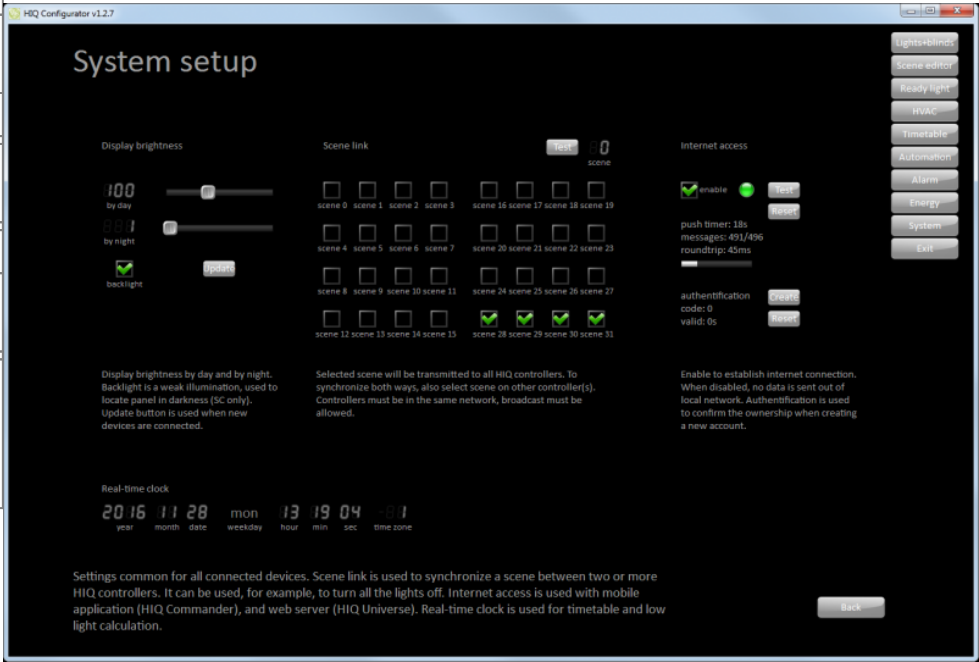 HIQ Configurator v1.2.7
System setup
Lights+blinds
Scene editor
Ready light
HVAC
Timetable
Automation
Alarm
Energy
System
Exit
Display brightness
100
by day
1
by night
backlight
Update
Scene link
Test
0
scene
scene 0 scene 1 scene 2 scene 3 scene 16 scene 17 scene 18 scene 19
scene 4 scene 5 scene 6 scene 7 scene 20 scene 21 scene 22 scene 23
scene 8 scene 9 scene 10 scene 11 scene 24 scene 25 scene 26 scene 27
scene 12 scene 13 scene 14 scene 15 scene 28 scene 29 scene 30 scene 31
Internet access
enable
Test
Reset
push timer: 18s
messages: 491/496
roundtrip: 45ms
authentification
Create
code: 0
valid: 0s
Reset
Display brightness by day and by night.
Backlight is a weak illumination, used to
locate panel in darkness (SC only).
Update button is used when new
devices are connected.
Selected scene will be transmitted to all HIQ controllers. To
synchronize both ways, also select scene on other controller(s).
Controllers must be in the same network, broadcast must be
allowed.
Enable to establish internet connection.
When disabled, no data is sent out of
local network. Authentification is used
to confirm the ownership when creating
a new account.
Real-time clock
2016 11 28 mon 13 19 04 1
year month date weekday hour min sec time zone
Settings common for all connected devices. Scene link is used to synchronize a scene between two or more
HIQ controllers. It can be used, for example, to turn all the lights off. Internet access is used with mobile
application (HIQ Commander), and web server (HIQ Universe). Real-time clock is used for timetable and low
light calculation.
Back